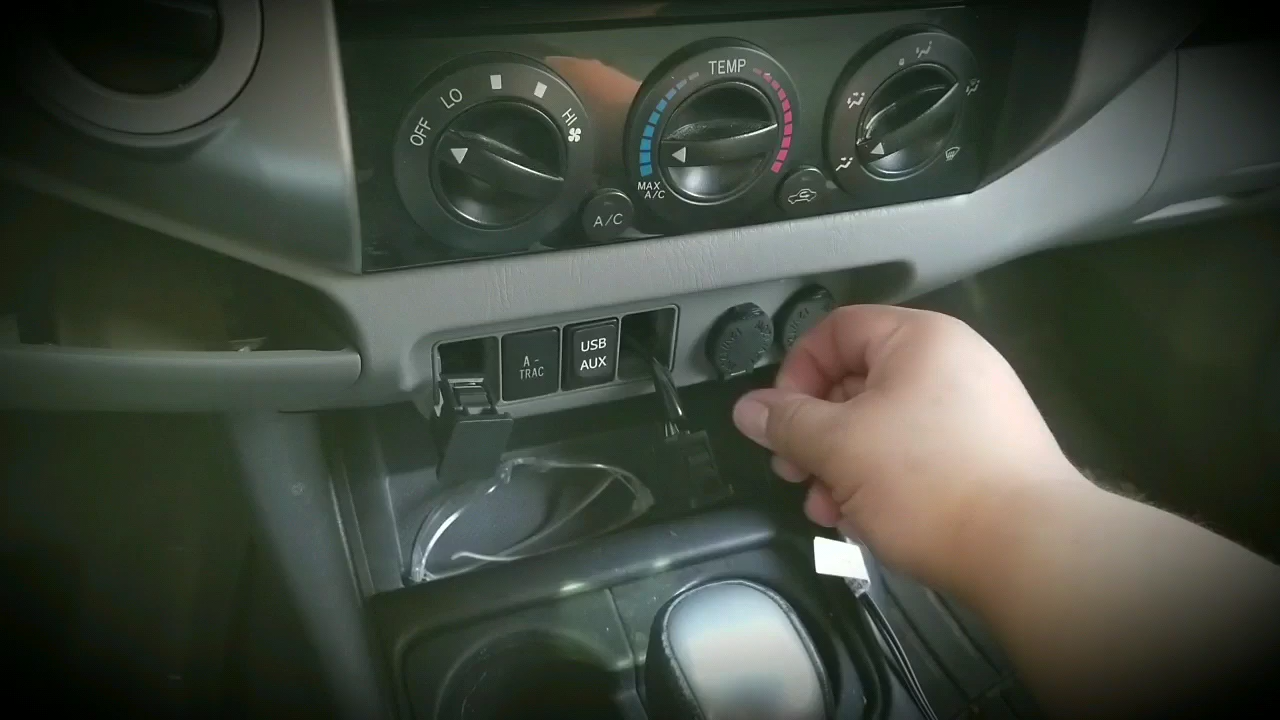 OFF
LO
HI
TEMP
MAX
A/C
A/C
A-
TRAC
USB
AUX